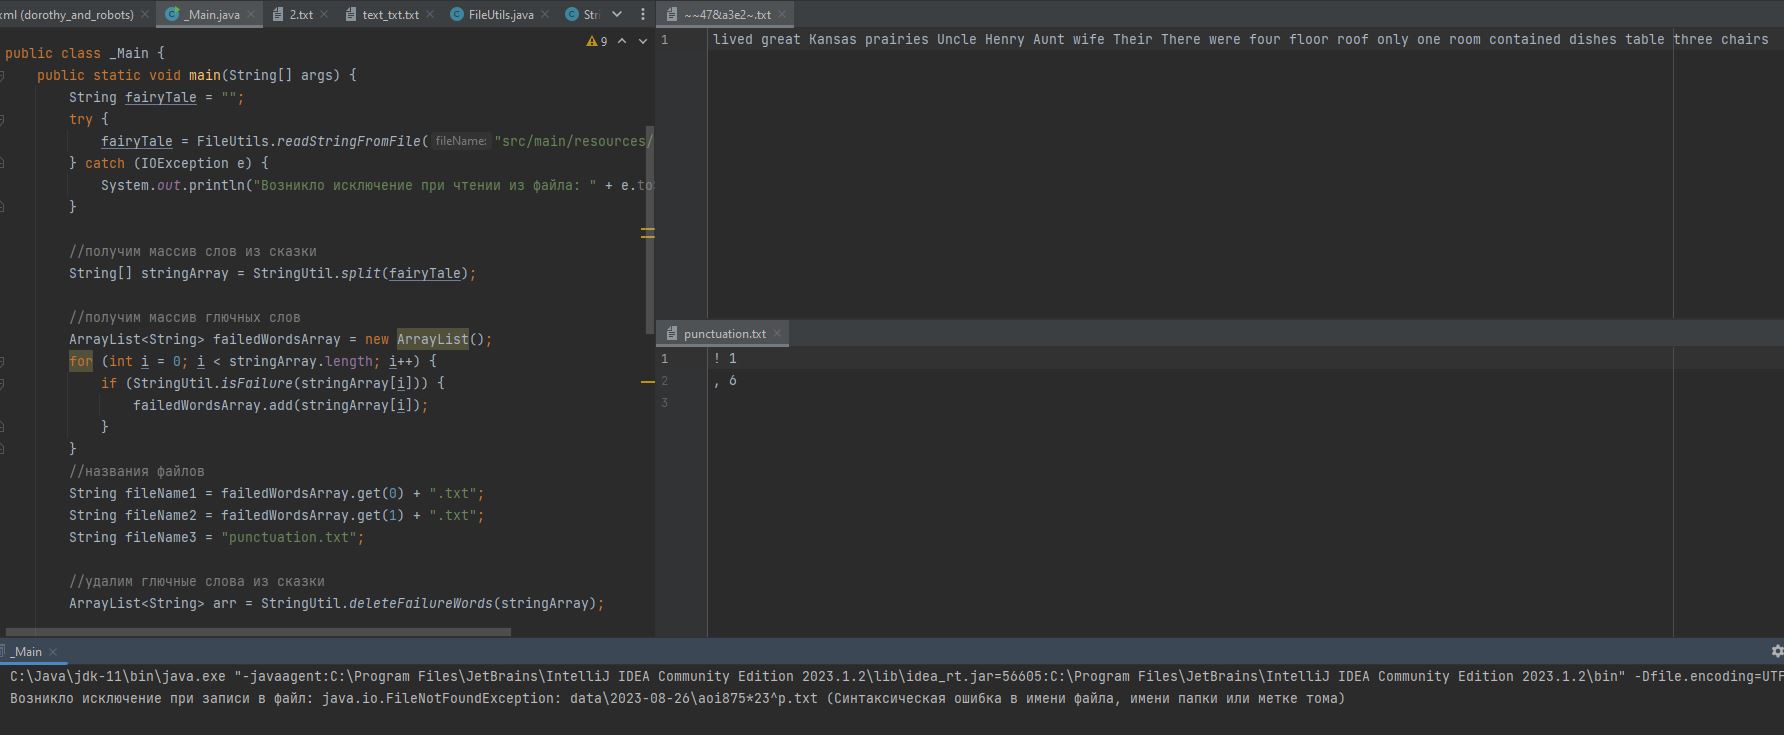 xml (dorothy_and_robots) _Main.java 2.txt text_txt.txt FileUtils.java Stri
9
public class _Main {
public static void main(String[] args) {
String fairyTale = "";
try {
fairyTale = FileUtils.readStringFromFile( fileName: "src/main/resources/
} catch (IOException e) {
System.out.println("Возникло исключение при чтении из файла: " + e.to
}
//получим массив слов из сказки
String[] stringArray = StringUtil.split(fairyTale);
//получим массив глючных слов
ArrayList<String> failedWordsArray = new ArrayList();
for (int i = 0; i < stringArray.length; i++) {
if (StringUtil.isFailure(stringArray[i])) {
failedWordsArray.add(stringArray[i]);
}
}
//названия файлов
String fileName1 = failedWordsArray.get(0) + ".txt";
String fileName2 = failedWordsArray.get(1) + ".txt";
String fileName3 = "punctuation.txt";
//удалим глючные слова из сказки
ArrayList<String> arr = StringUtil.deleteFailureWords(stringArray);
~~47&a3e2~.txt
1 lived great Kansas prairies Uncle Henry Aunt wife Their There were four floor roof only one room contained dishes table three chairs
punctuation.txt
1 ! 1
2 , 6
3
_Main
C:\Java\jdk-11\bin\java.exe "-javaagent:C:\Program Files\JetBrains\IntelliJ IDEA Community Edition 2023.1.2\lib\idea_rt.jar=56605:C:\Program Files\JetBrains\IntelliJ IDEA Community Edition 2023.1.2\bin" -Dfile.encoding=UTF
Возникло исключение при записи в файл: java.io.FileNotFoundException: data\2023-08-26\aoi875*23^p.txt (Синтаксическая ошибка в имени файла, имени папки или метке тома)